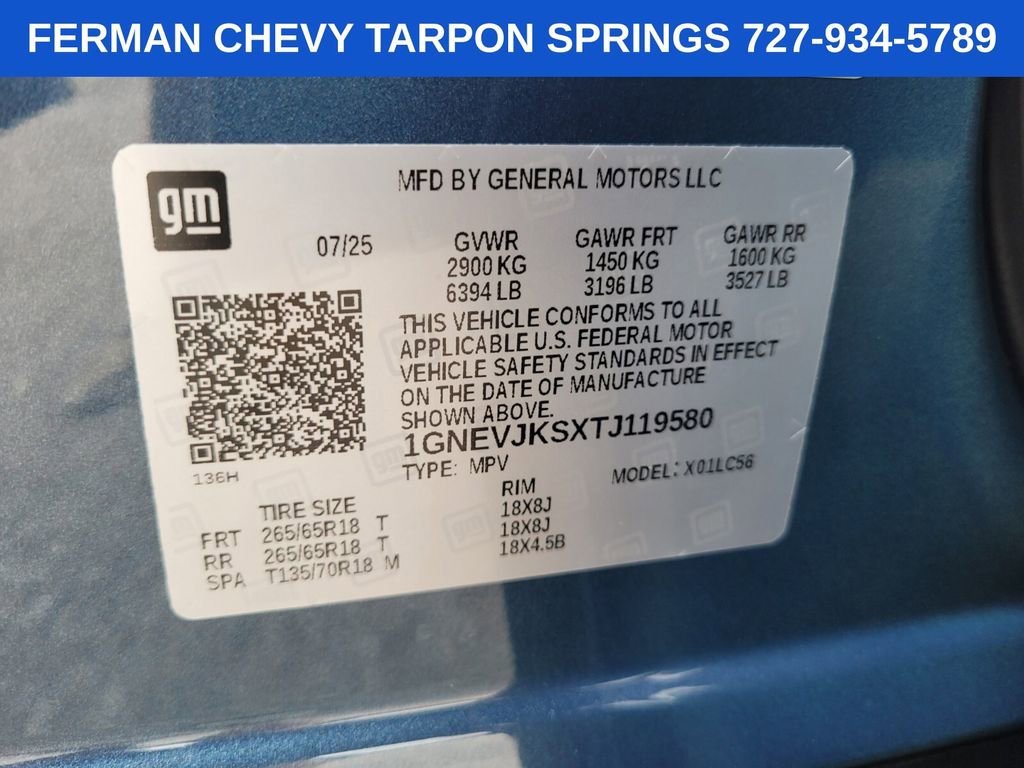 FERMAN CHEVY TARPON SPRINGS 727-934-5789
gm
MFD BY GENERAL MOTORS LLC
07/25
GVWR GAWR FRT GAWR RR
2900 KG 1450 KG 1600 KG
6394 LB 3196 LB 3527 LB
THIS VEHICLE CONFORMS TO ALL
APPLICABLE U.S. FEDERAL MOTOR
VEHICLE SAFETY STANDARDS IN EFFECT
ON THE DATE OF MANUFACTURE
SHOWN ABOVE.
1GNEVJKSXTJ119580
136H
TYPE: MPV MODEL: X01LC56
TIRE SIZE RIM
FRT 265/65R18 T 18X8J
RR 265/65R18 T 18X8J
SPA T135/70R18 M 18X4.5B